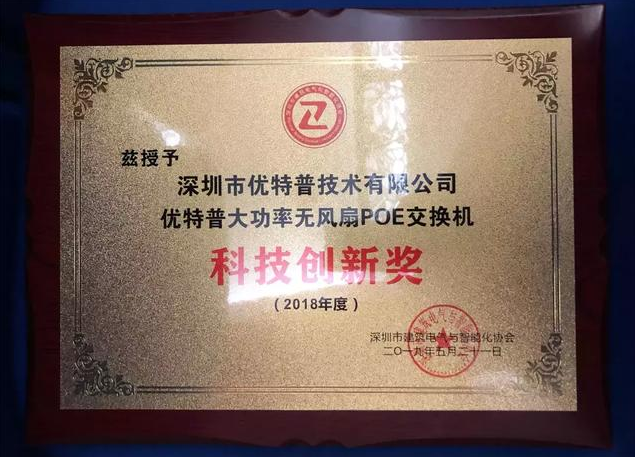 兹授予
深圳市优特普技术有限公司
优特普大功率无风扇POE交换机
科技创新奖
（2018年度）
深圳市建筑电气与智能化协会
二〇一九年五月二十一日